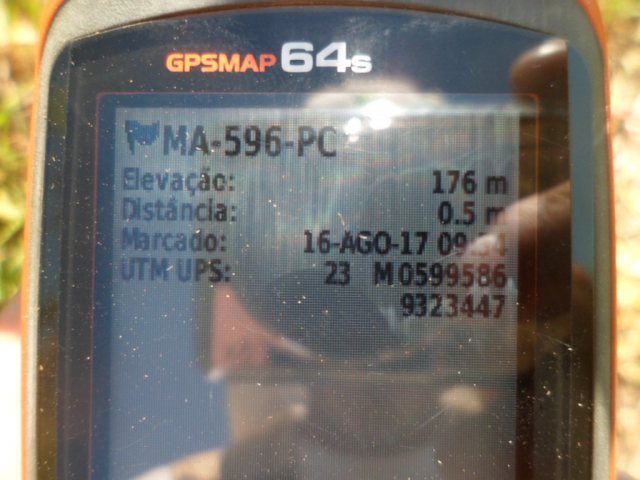 GPSMAP 64s
MA-596-PC
Elevação: 176 m
Distância: 0.5 m
Marcado: 16-AGO-17
UTM UPS: 23 M 0599586
9323447